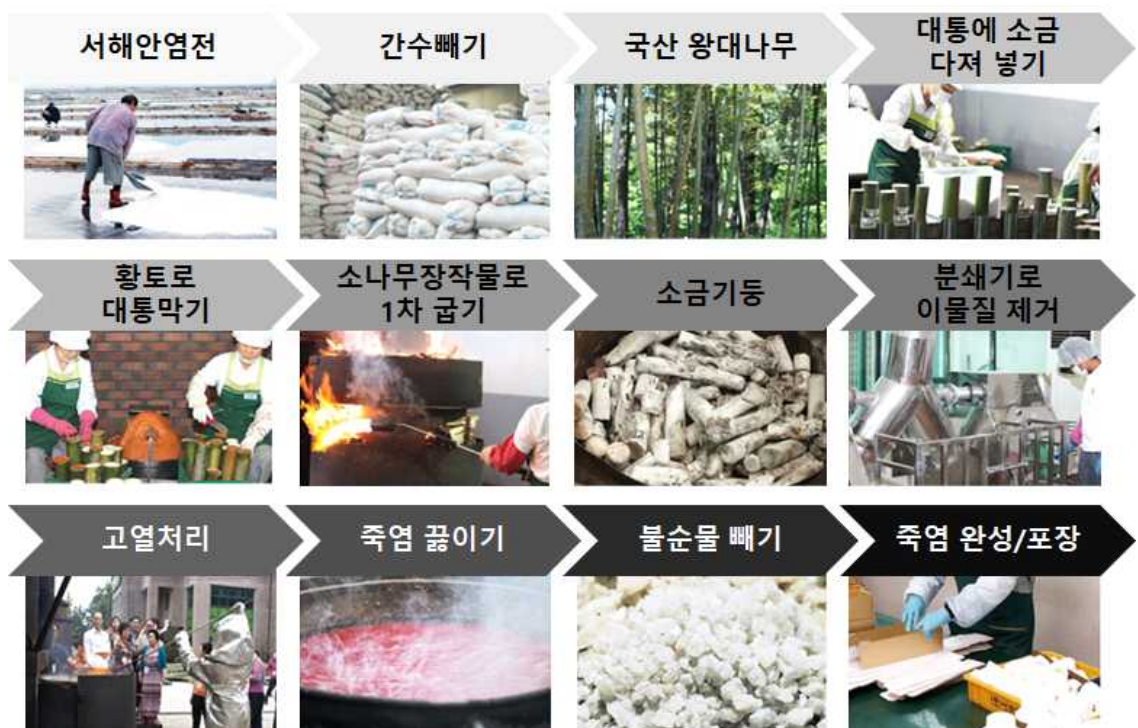 서해안염전
간수빼기
국산 왕대나무
대통에 소금
다져 넣기
황토로
대통막기
소나무장작물로
1차 굽기
소금기둥
분쇄기로
이물질 제거
고열처리
죽염 끓이기
불순물 빼기
죽염 완성/포장